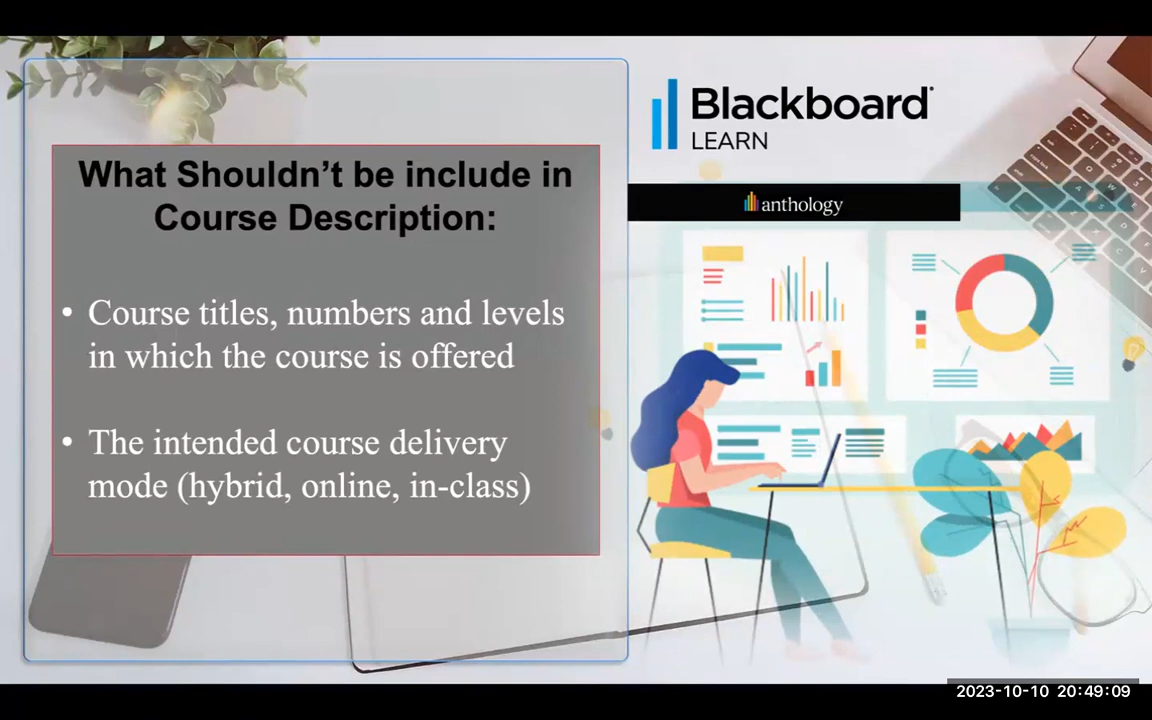 What Shouldn’t be include in
Course Description:
• Course titles, numbers and levels
in which the course is offered
• The intended course delivery
mode (hybrid, online, in-class)
Blackboard
LEARN
anthology
2023-10-10 20:49:09